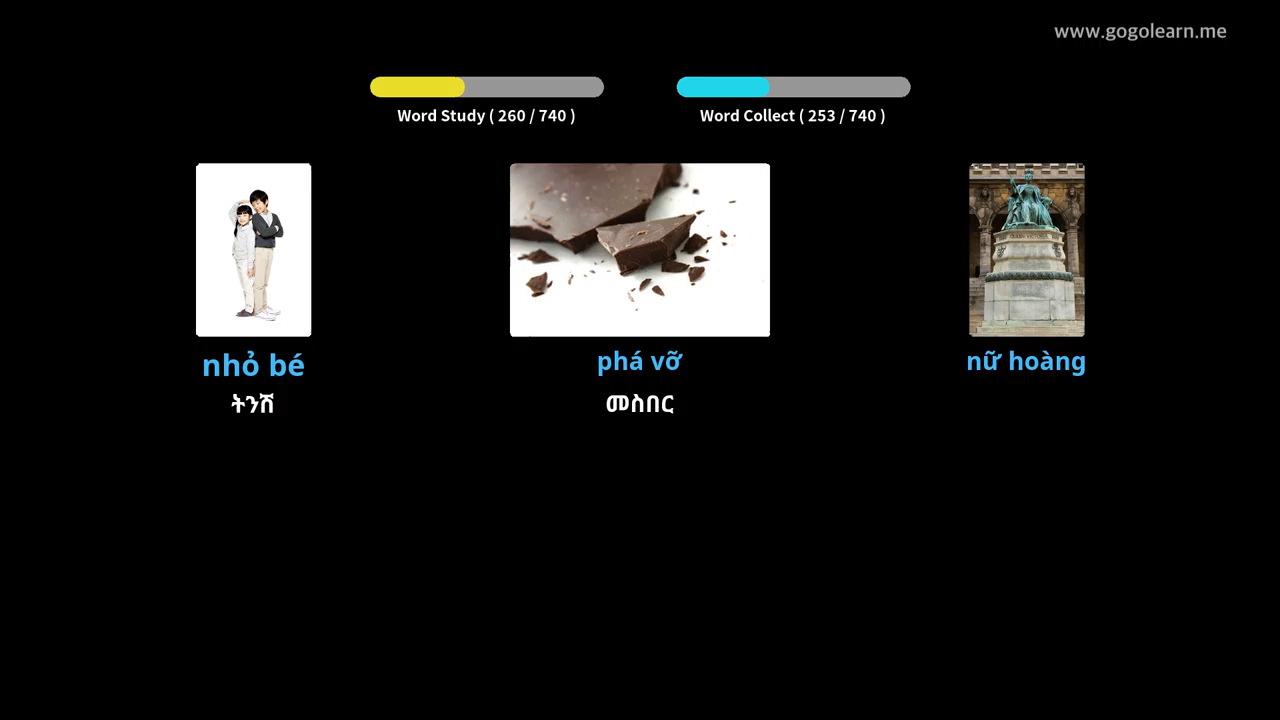 www.gogolearn.me
Word Study ( 260 / 740 )
Word Collect ( 253 / 740 )
nhỏ bé
ትንሽ
phá vỡ
መስበር
nữ hoàng